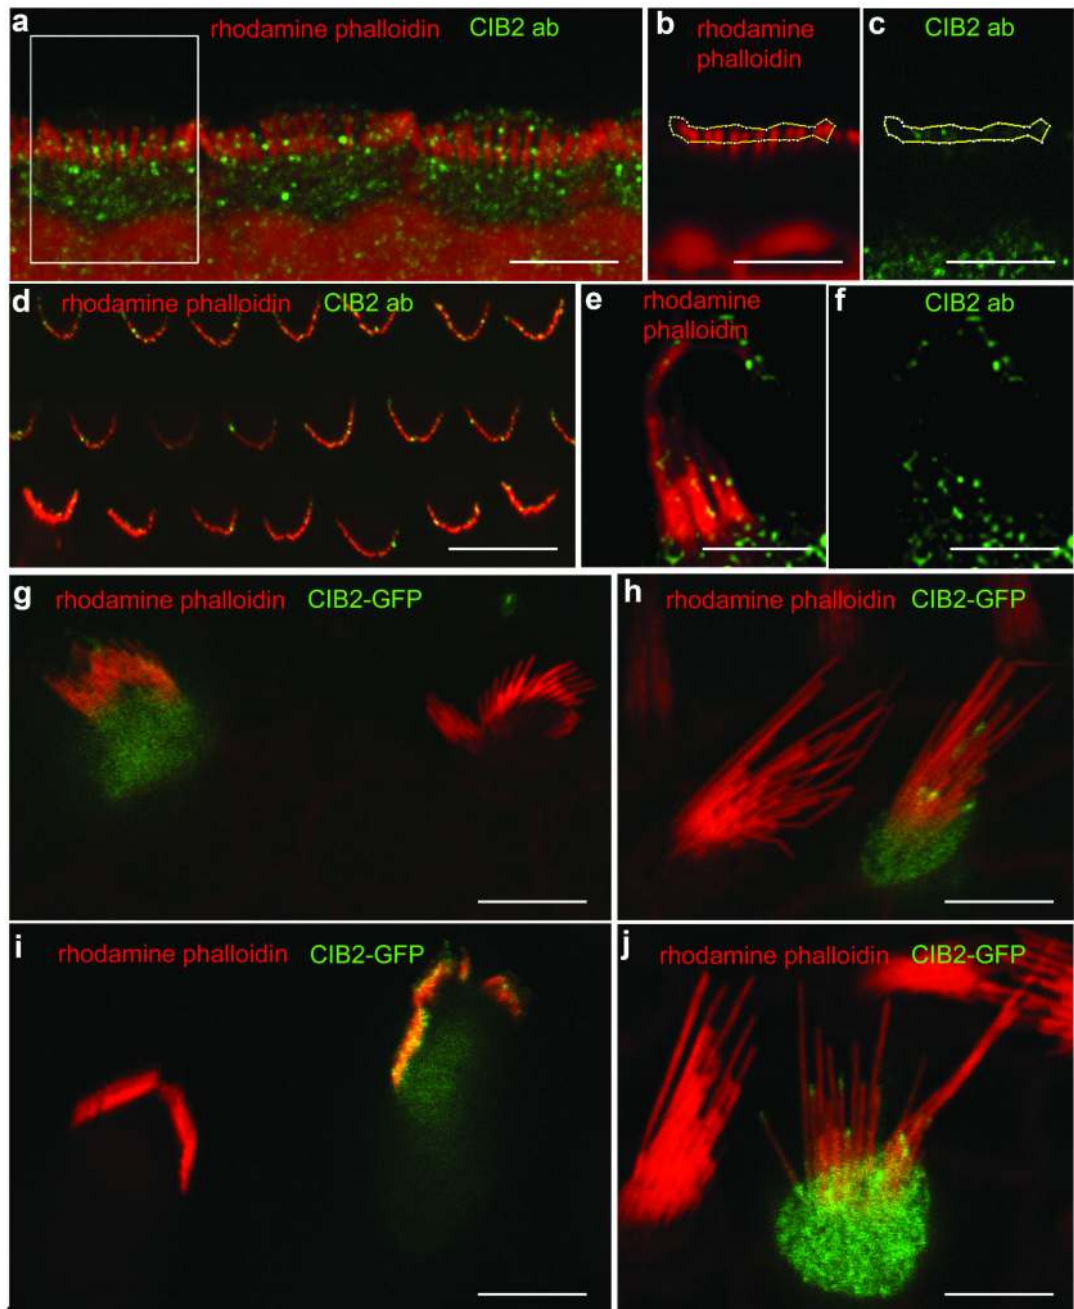 a
rhodamine phalloidin CIB2 ab
b
rhodamine
phalloidin
c
CIB2 ab
d
rhodamine phalloidin CIB2 ab
e
rhodamine
phalloidin
f
CIB2 ab
g
rhodamine phalloidin CIB2-GFP
h
rhodamine phalloidin CIB2-GFP
i
rhodamine phalloidin CIB2-GFP
j
rhodamine phalloidin CIB2-GFP